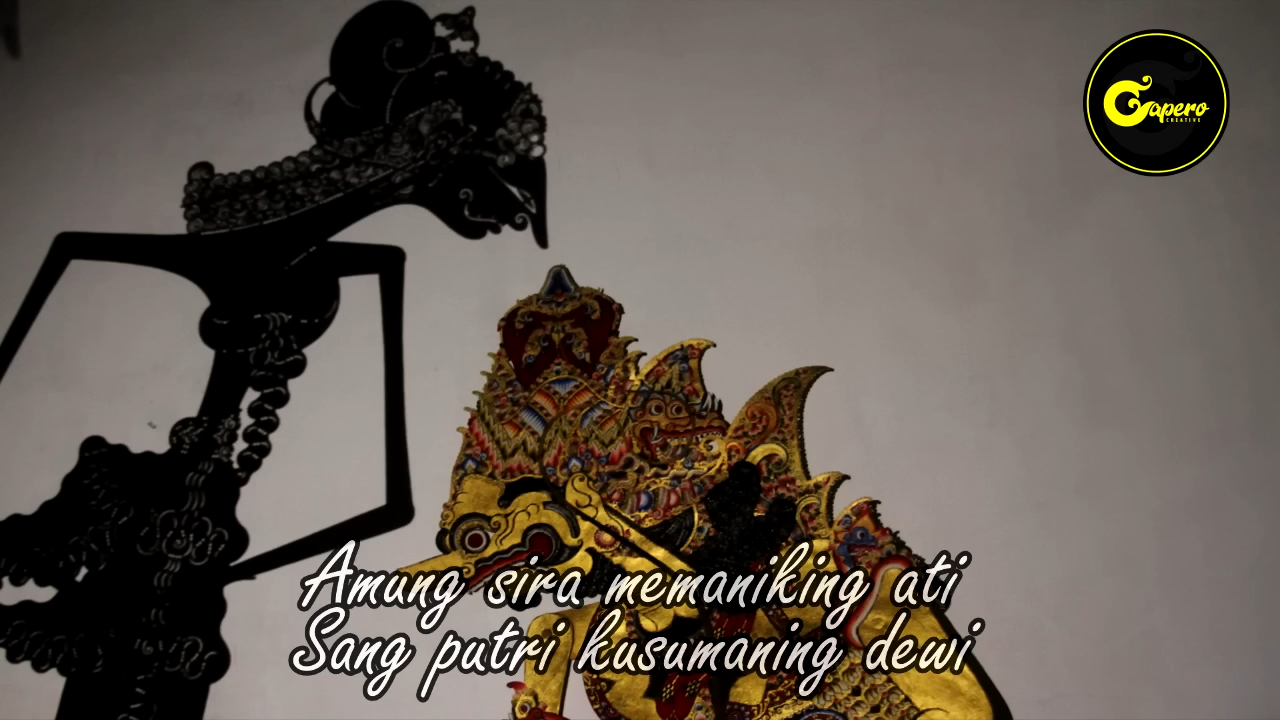 Gapero
CREATIVE
Amung sira memaniking ati
Sang putri kusumaning dewi